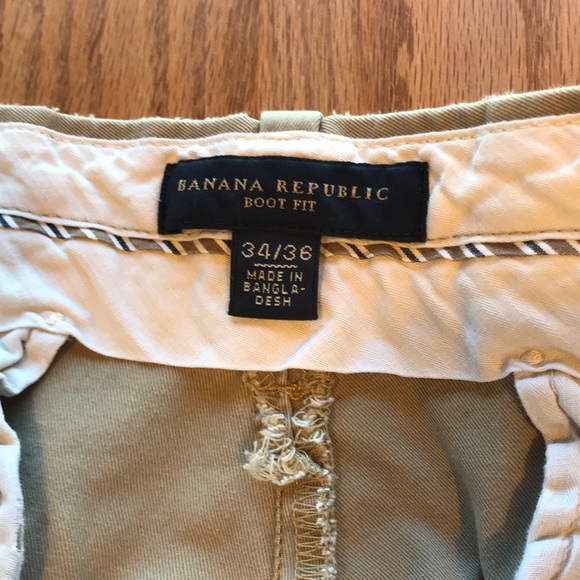 BANANA REPUBLIC
BOOT FIT
34/36
MADE IN
BANGLA-
DESH